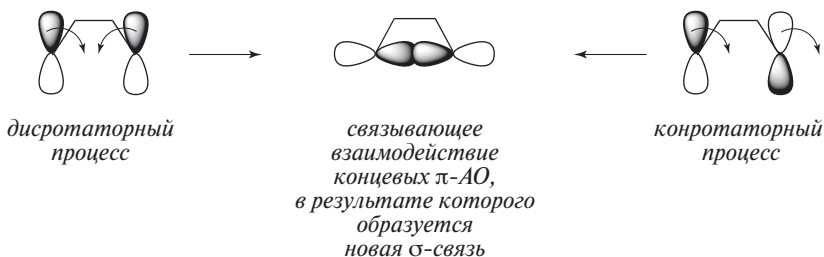 дисротаторный
процесс
связывающее
взаимодействие
концевых π-АО,
в результате которого
образуется
новая σ-связь
конротаторный
процесс